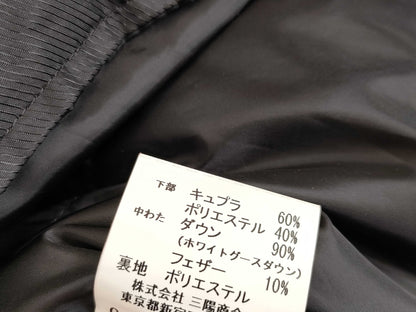 下部 キュプラ 60%
ポリエステル 40%
中わた ダウン 90%
(ホワイトグースダウン)
フェザー 10%
裏地 ポリエステル
株式会社 三陽商会
東京都新宿